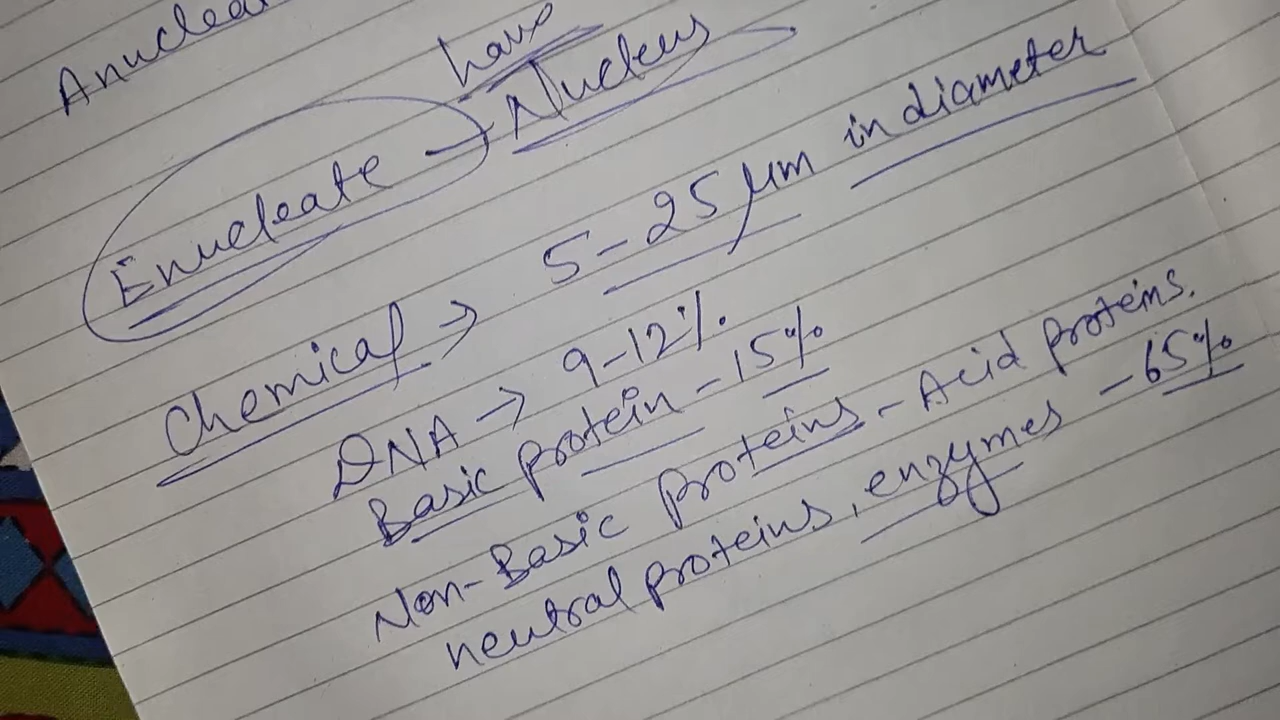 Anuclea
have
Enucleate → Nucleus
Chemical → 5-25 μm in diameter
DNA → 9-12%.
Basic protein - 15%
Non-Basic Proteins - Acid proteins.
neutral proteins, enzymes - 65%